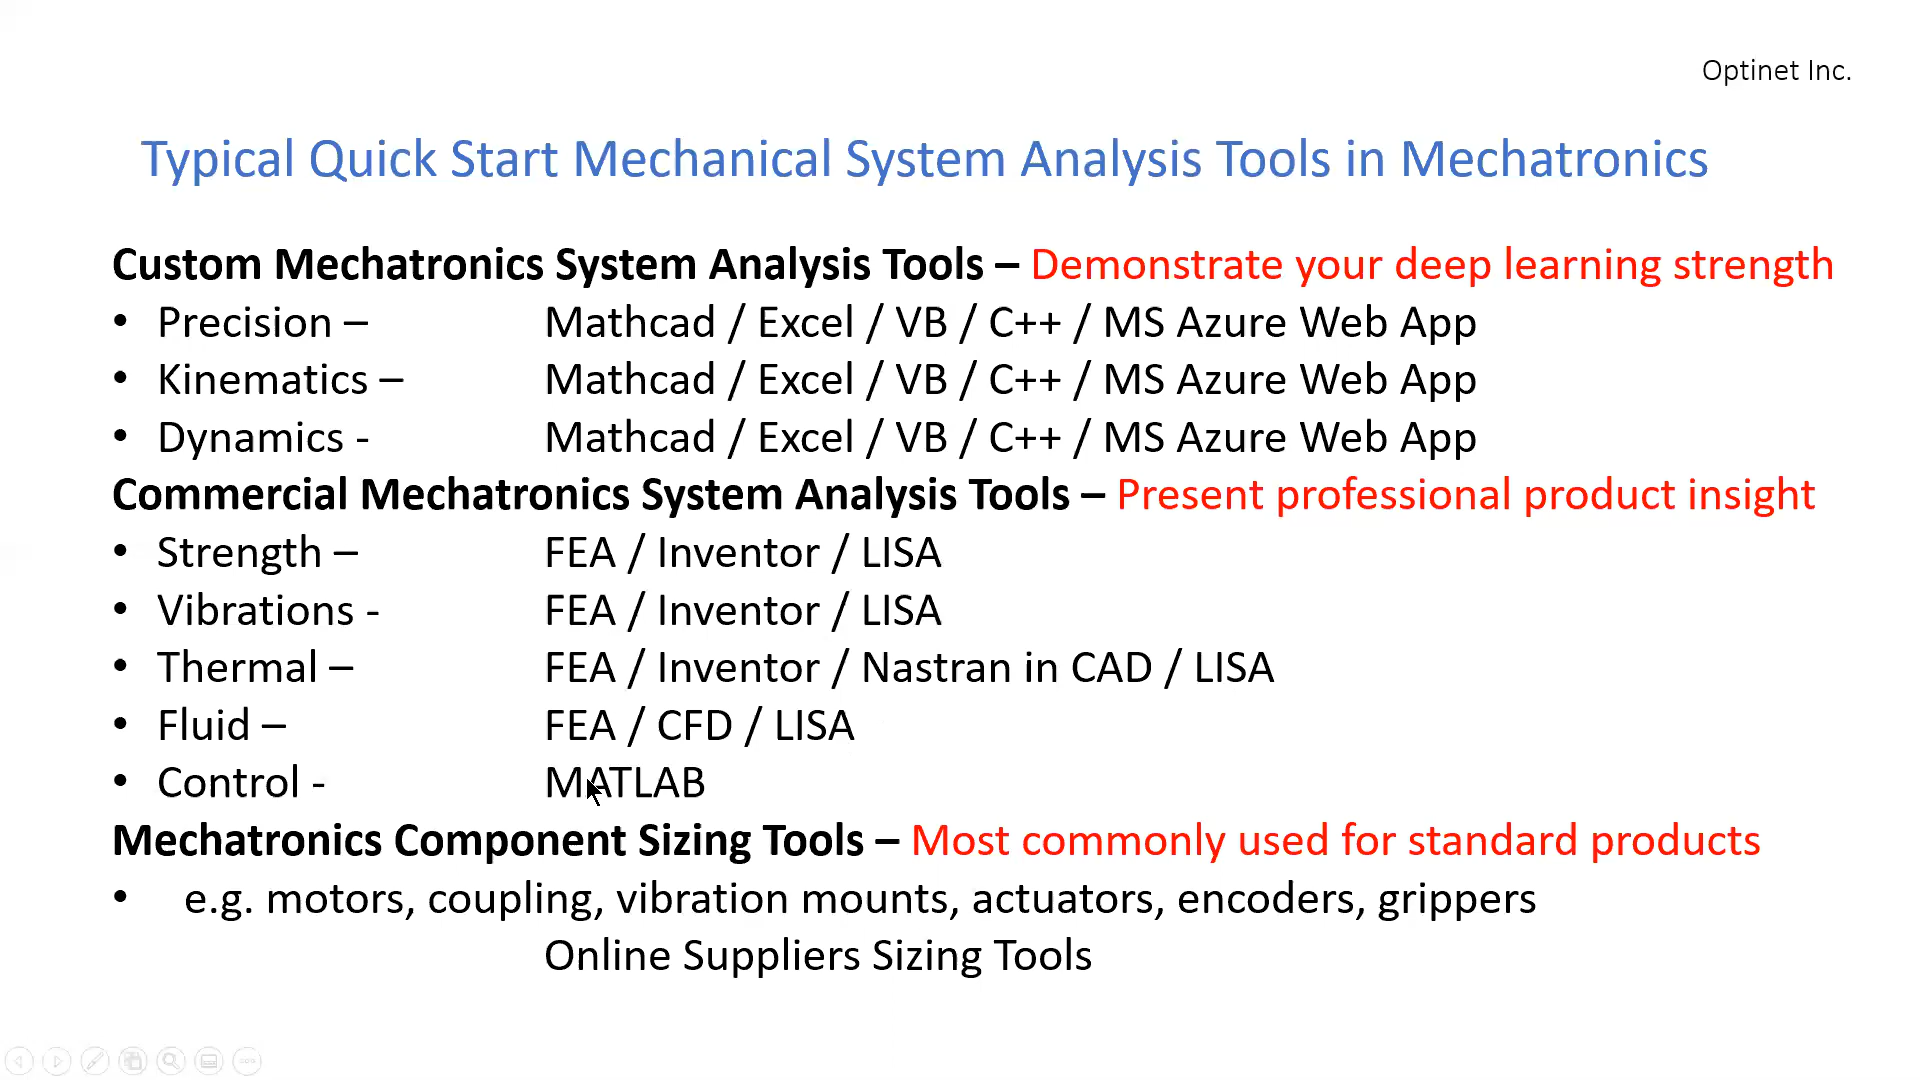 Optinet Inc.
Typical Quick Start Mechanical System Analysis Tools in Mechatronics
Custom Mechatronics System Analysis Tools – Demonstrate your deep learning strength
• Precision – Mathcad / Excel / VB / C++ / MS Azure Web App
• Kinematics – Mathcad / Excel / VB / C++ / MS Azure Web App
• Dynamics - Mathcad / Excel / VB / C++ / MS Azure Web App
Commercial Mechatronics System Analysis Tools – Present professional product insight
• Strength – FEA / Inventor / LISA
• Vibrations - FEA / Inventor / LISA
• Thermal – FEA / Inventor / Nastran in CAD / LISA
• Fluid – FEA / CFD / LISA
• Control - MATLAB
Mechatronics Component Sizing Tools – Most commonly used for standard products
• e.g. motors, coupling, vibration mounts, actuators, encoders, grippers
Online Suppliers Sizing Tools